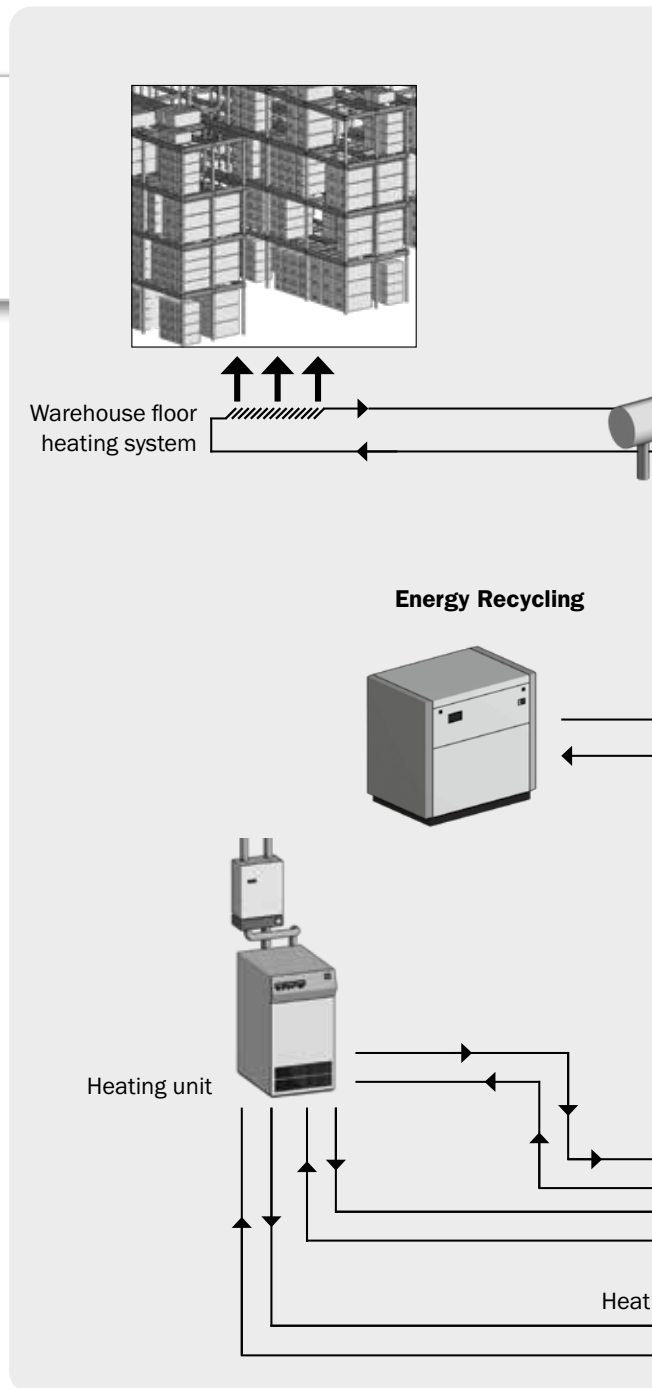 Warehouse floor
heating system
Energy Recycling
Heating unit
Heat